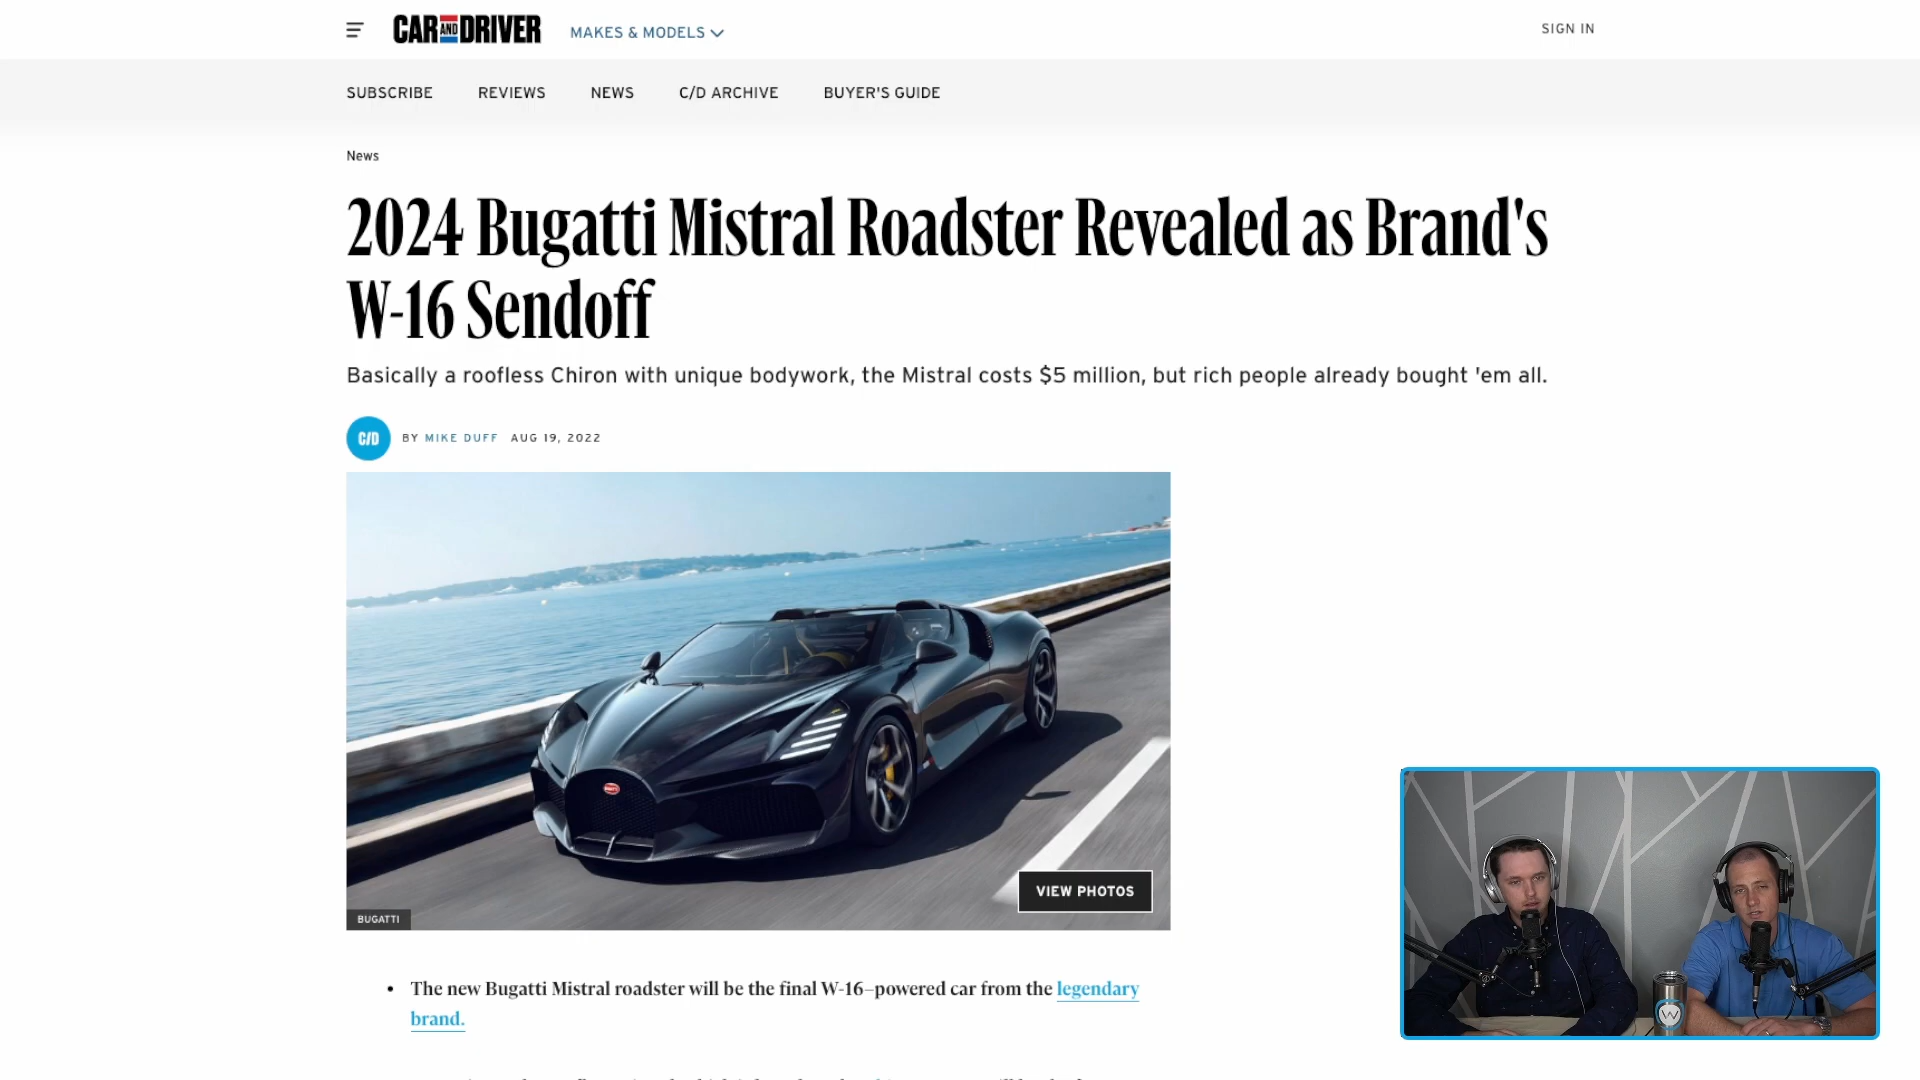 CAR AND DRIVER
MAKES & MODELS
SIGN IN
SUBSCRIBE REVIEWS NEWS C/D ARCHIVE BUYER'S GUIDE
News
2024 Bugatti Mistral Roadster Revealed as Brand's
W-16 Sendoff
Basically a roofless Chiron with unique bodywork, the Mistral costs $5 million, but rich people already bought 'em all.
C/D BY MIKE DUFF AUG 19, 2022
VIEW PHOTOS
BUGATTI
• The new Bugatti Mistral roadster will be the final W-16–powered car from the legendary
brand.
W